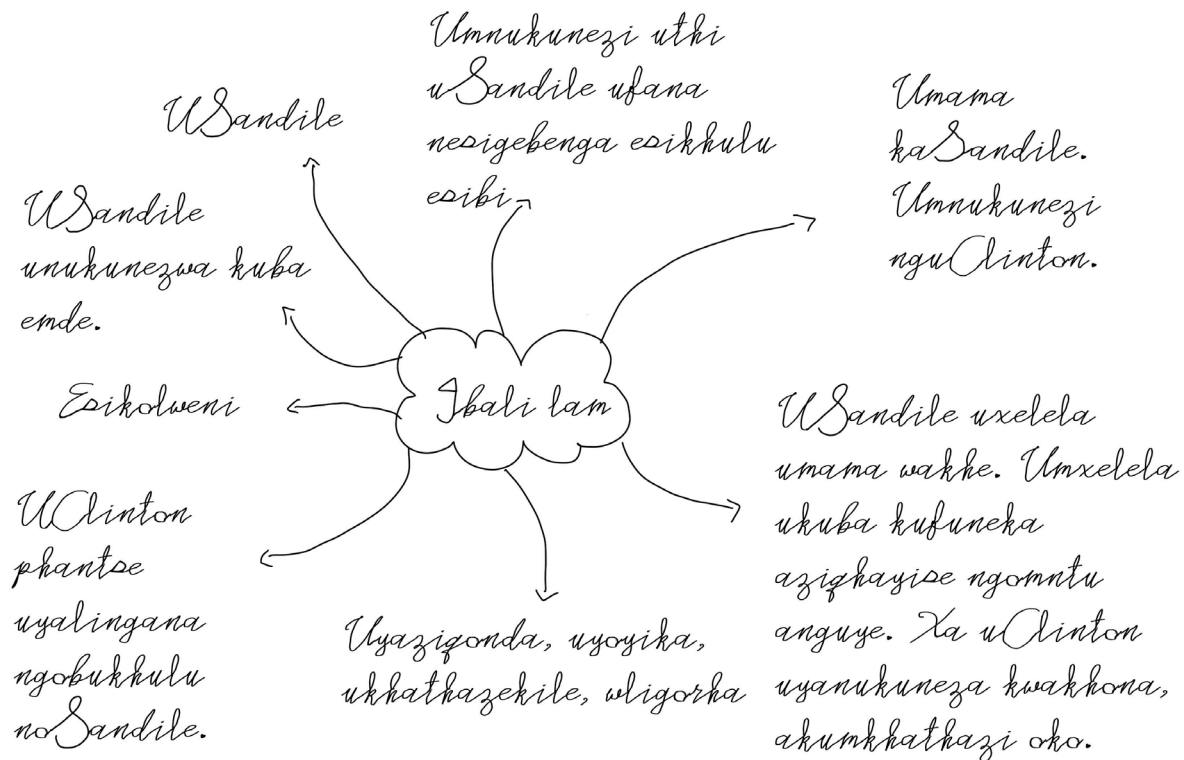 Umnukunezi uthi
uSandile ufana
nesigebenga esikhulu
esibi
USandile
Umama
kaSandile.
Umnukunezi
nguClinton.
USandile
unukunezwa kuba
emde.
Esikolweni
Ibali lam
USandile uxelela
umama wakhe. Umxelela
ukuba kufuneka
aziqhayise ngomntu
anguye. Xa uClinton
uyanukuneza kwakhona,
akumkhathazi oko.
UClinton
phantse
uyalingana
ngobukhulu
noSandile.
Uyaziqonda, uyoyika,
ukhathazekile, uligorha